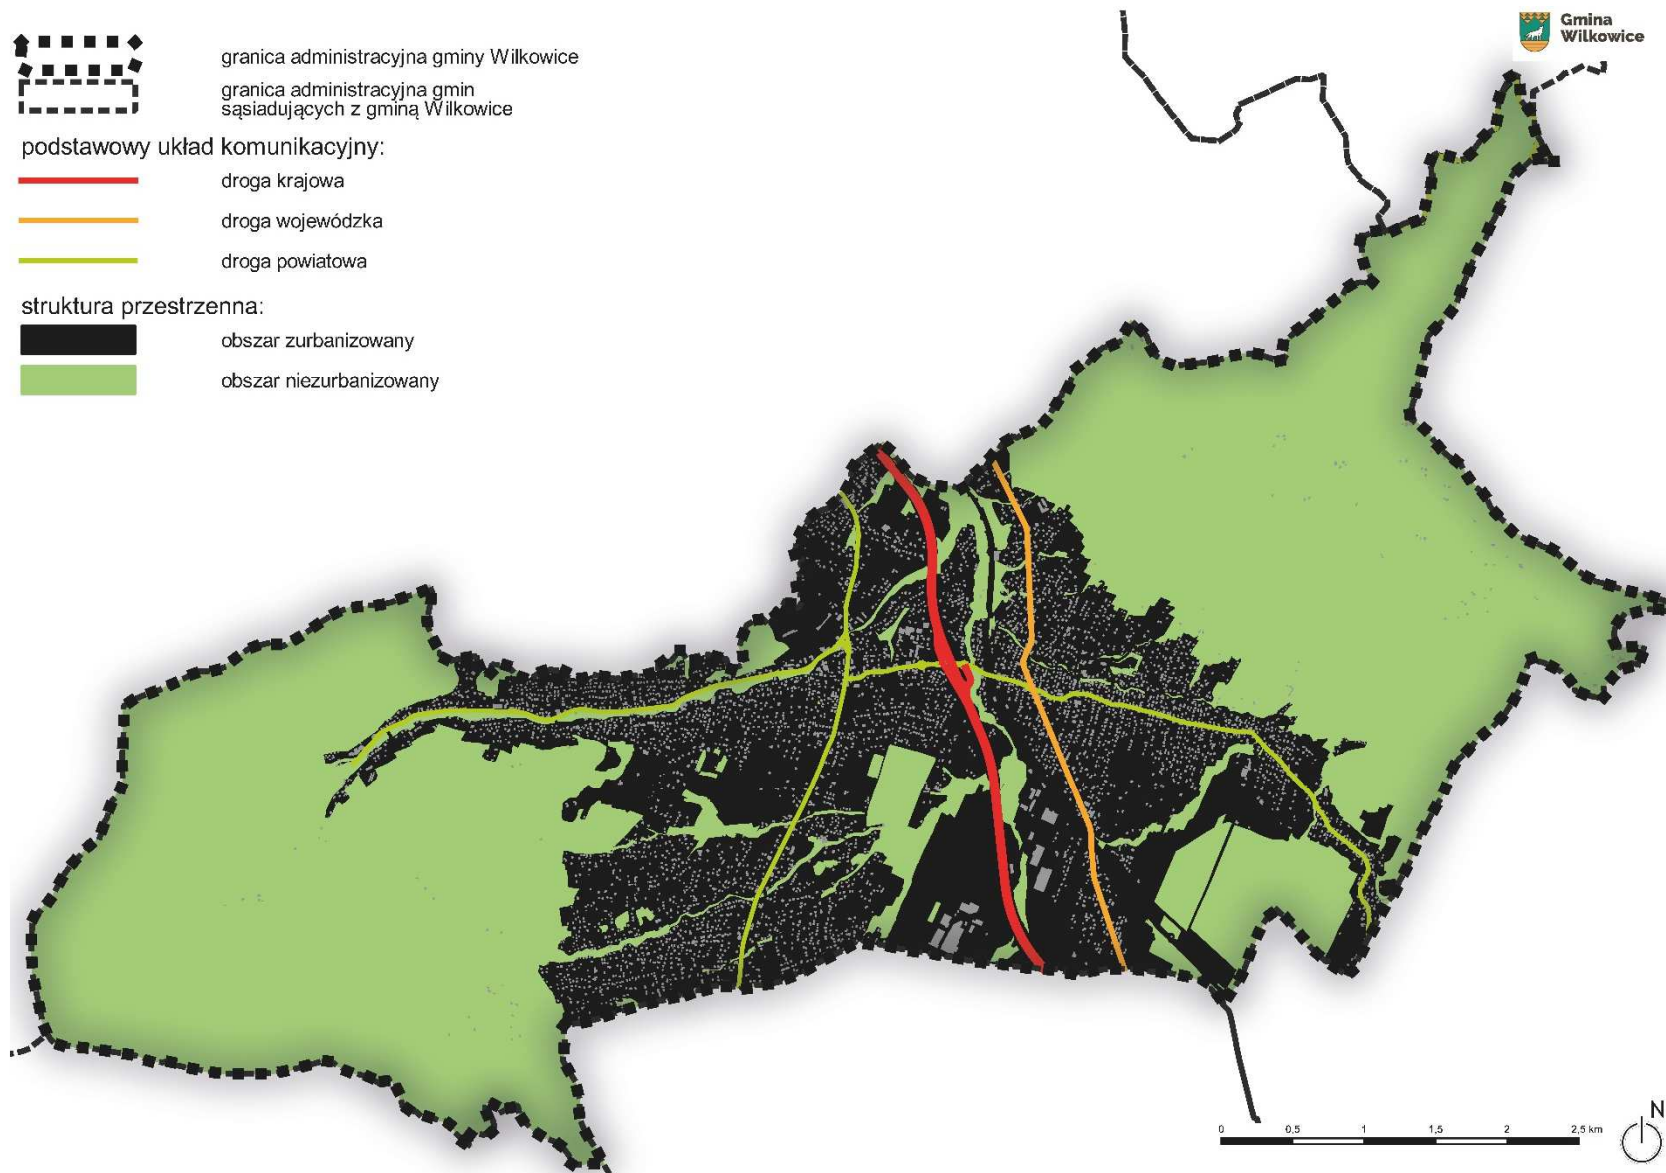 granica administracyjna gminy Wilkowice
granica administracyjna gmin
sąsiadujących z gminą Wilkowice
podstawowy układ komunikacyjny:
droga krajowa
droga wojewódzka
droga powiatowa
struktura przestrzenna:
obszar zurbanizowany
obszar niezurbanizowany
Gmina
Wilkowice
0 0,5 1 1,5 2 2,5 km
N